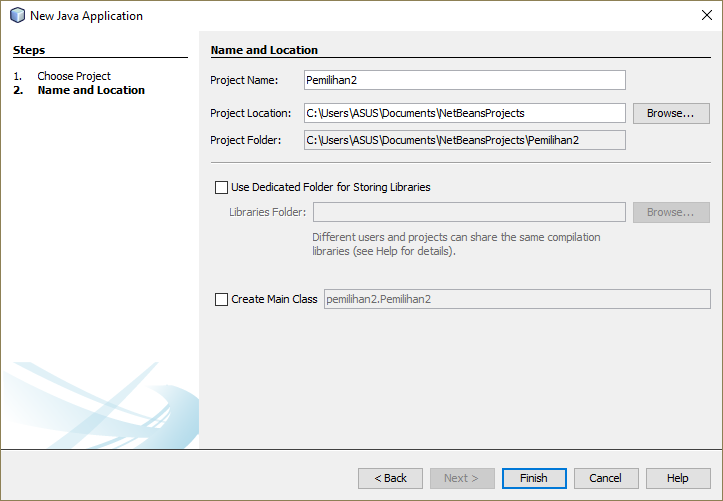 New Java Application
Steps
1. Choose Project
2. Name and Location
Name and Location
Project Name: Pemilihan2
Project Location: C:\Users\ASUS\Documents\NetBeansProjects Browse...
Project Folder: C:\Users\ASUS\Documents\NetBeansProjects\Pemilihan2
Use Dedicated Folder for Storing Libraries
Libraries Folder: Browse...
Different users and projects can share the same compilation
libraries (see Help for details).
Create Main Class pemilihan2.Pemilihan2
< Back Next > Finish Cancel Help